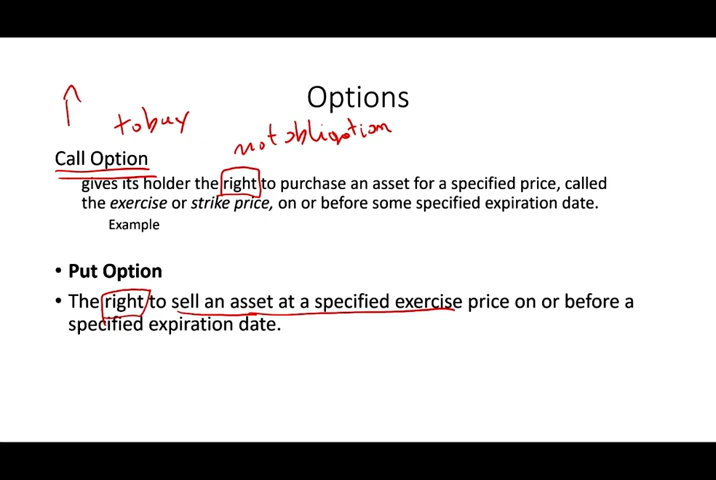 Options
to buy
not obligation
Call Option
gives its holder the right to purchase an asset for a specified price, called
the exercise or strike price, on or before some specified expiration date.
Example
• Put Option
• The right to sell an asset at a specified exercise price on or before a
specified expiration date.